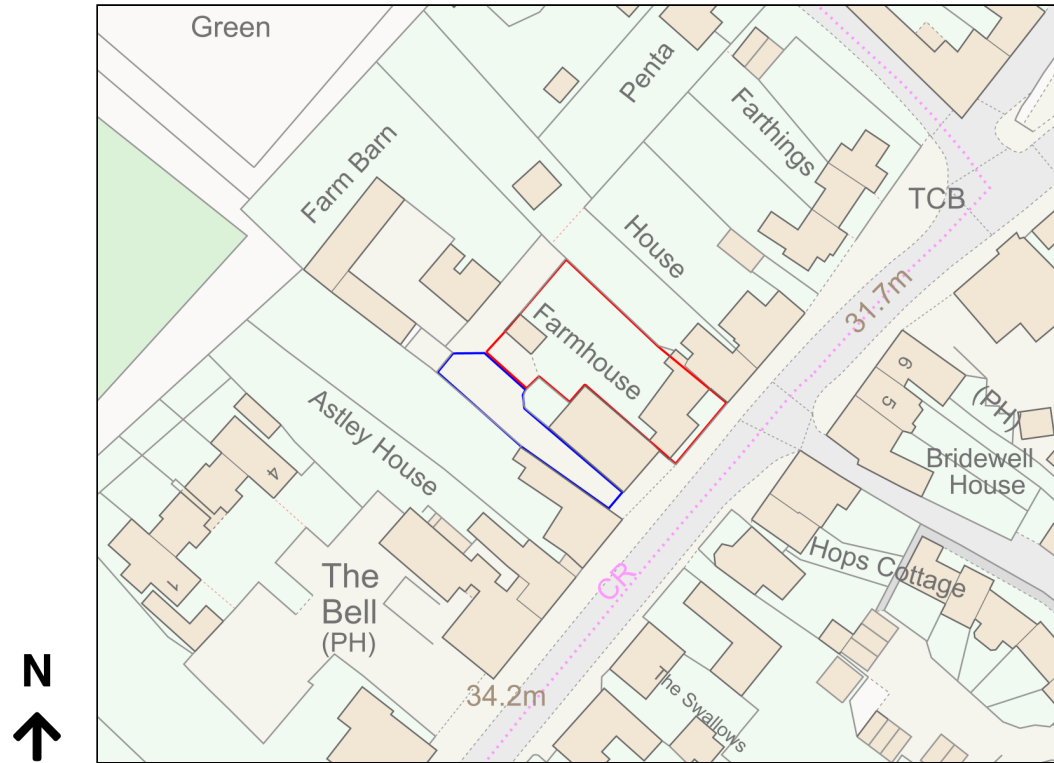 Green
Penta
Farm Barn
Farthings
TCB
House
31.7m
Farmhouse
6
5
(PH)
Astley House
Bridewell
House
4
Hops Cottage
The
Bell
(PH)
1
CR
The Swallows
34.2m
N